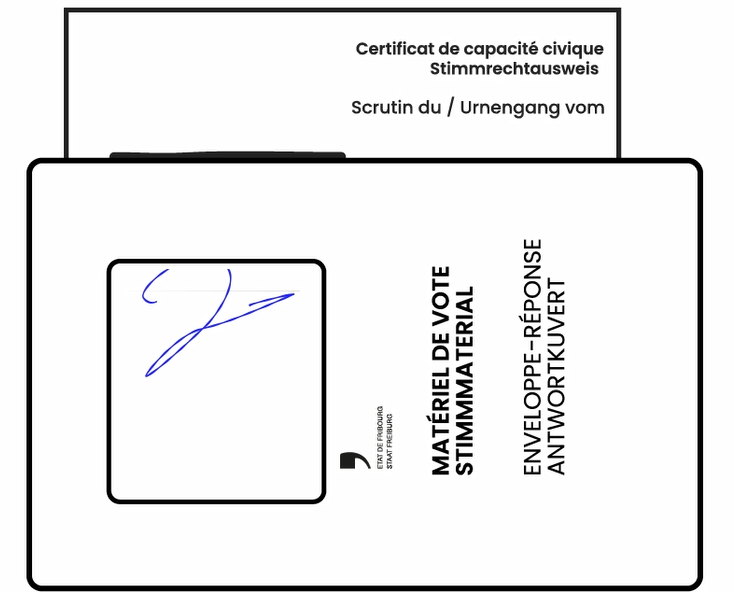 Certificat de capacité civique
Stimmrechtausweis
Scrutin du / Urnengang vom
ETAT DE FRIBOURG
STAAT FREIBURG
MATÉRIEL DE VOTE
STIMMMATERIAL
ENVELOPPE-RÉPONSE
ANTWORTKUVERT